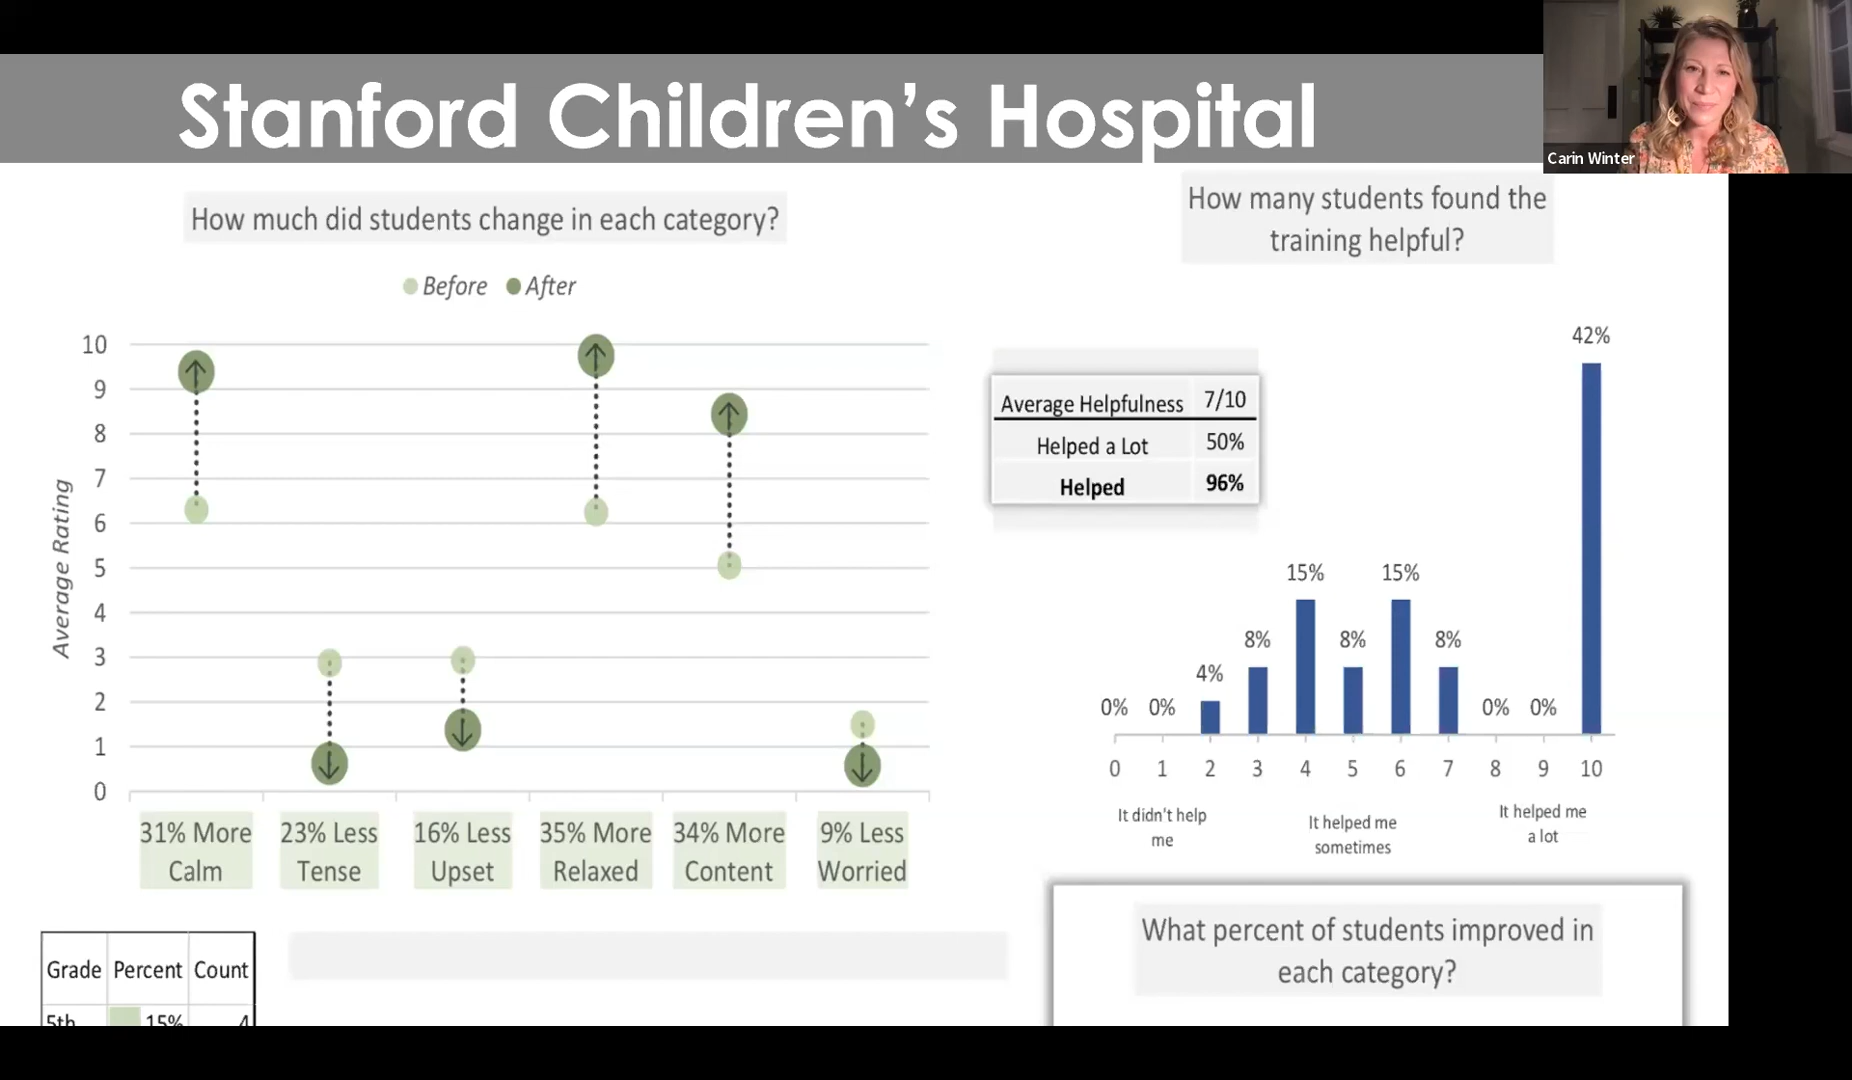 Stanford Children's Hospital
Carin Winter
How much did students change in each category?
Before After
Average Rating
10
9
8
7
6
5
4
3
2
1
0
31% More
Calm
23% Less
Tense
16% Less
Upset
35% More
Relaxed
34% More
Content
9% Less
Worried
How many students found the
training helpful?
Average Helpfulness 7/10
Helped a Lot 50%
Helped 96%
0% 0% 4% 8% 15% 8% 15% 8% 0% 0% 42%
0 1 2 3 4 5 6 7 8 9 10
It didn't help
me
It helped me
sometimes
It helped me
a lot
Grade Percent Count
5th 15% 4
What percent of students improved in
each category?